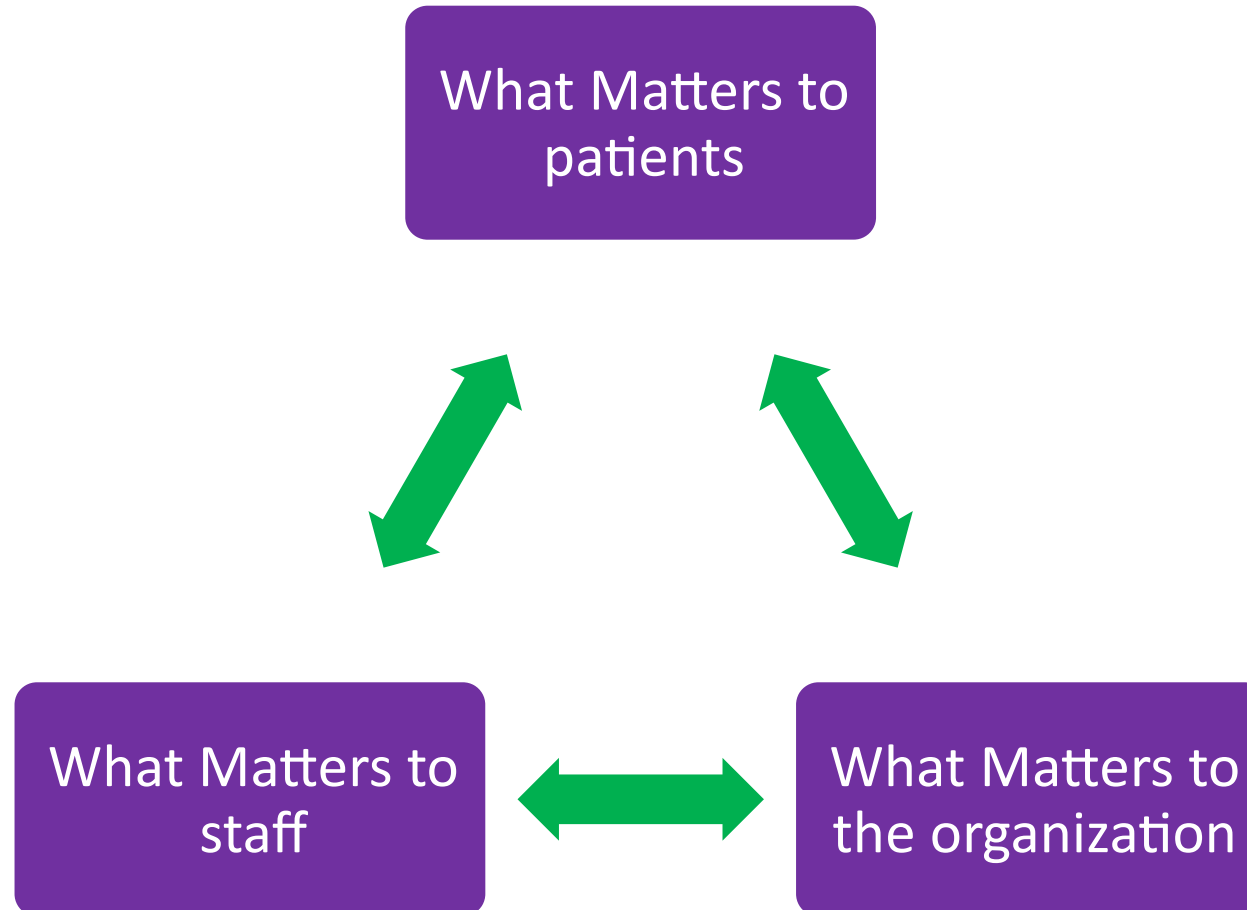 What Matters to
patients
What Matters to
staff
What Matters to
the organization